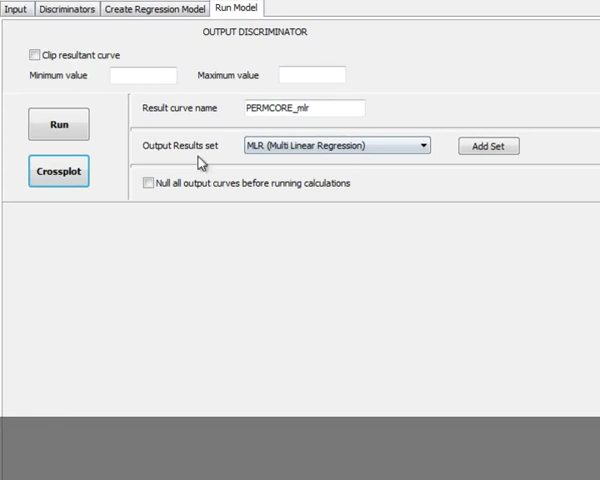 Input Discriminators Create Regression Model Run Model
OUTPUT DISCRIMINATOR
Clip resultant curve
Minimum value Maximum value
Run
Result curve name PERMCORE_mlr
Output Results set MLR (Multi Linear Regression) Add Set
Crossplot
Null all output curves before running calculations